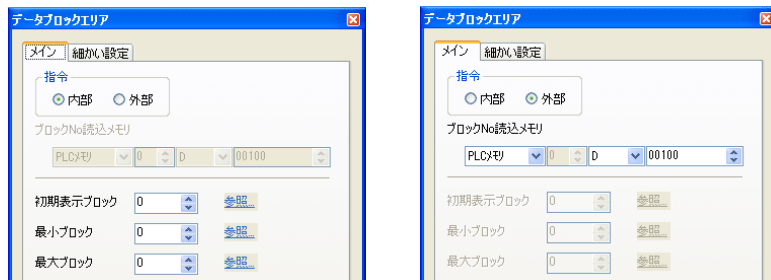 データブロックエリア
メイン 細かい設定
指令
内部 外部
ブロックNo読込メモリ
PLCメモリ 0 D 00100
初期表示ブロック 0 参照...
最小ブロック 0 参照...
最大ブロック 0 参照...
データブロックエリア
メイン 細かい設定
指令
内部 外部
ブロックNo読込メモリ
PLCメモリ 0 D 00100
初期表示ブロック 0 参照...
最小ブロック 0 参照...
最大ブロック 0 参照...